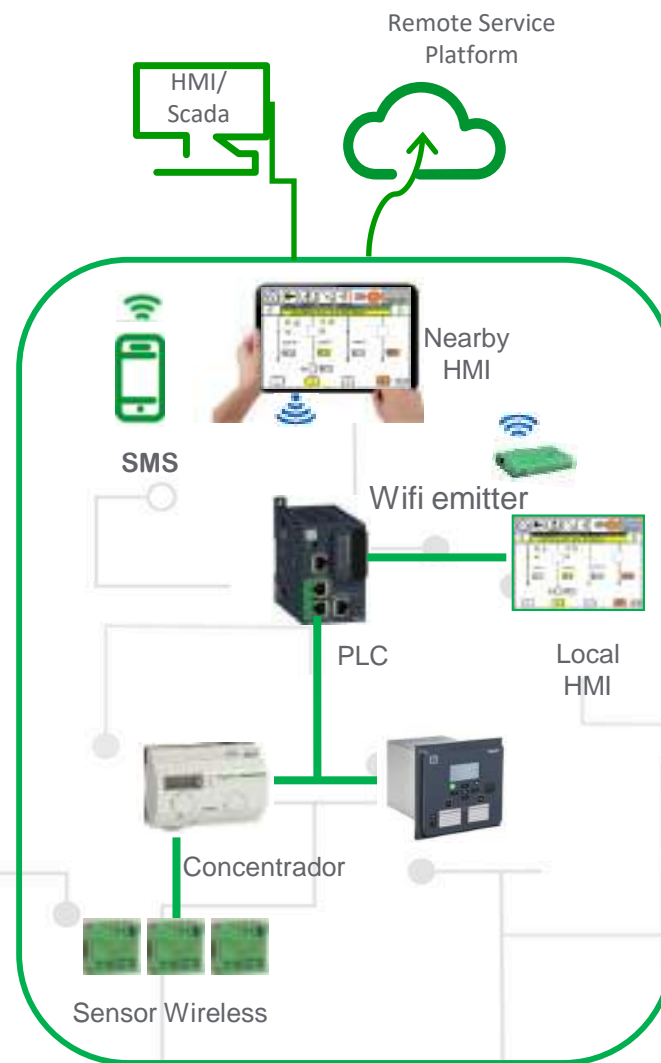 Remote Service
Platform
HMI/
Scada
Nearby
HMI
SMS
Wifi emitter
PLC
Local
HMI
Concentrador
Sensor Wireless